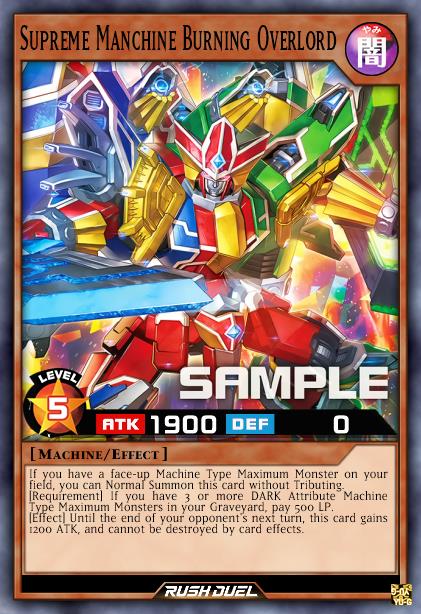 Supreme Manchine Burning Overlord
やみ
闇
SAMPLE
LEVEL
5
ATK 1900 DEF 0
[Machine/Effect]
If you have a face-up Machine Type Maximum Monster on your
field, you can Normal Summon this card without Tributing.
[Requirement] If you have 3 or more DARK Attribute Machine
Type Maximum Monsters in your Graveyard, pay 500 LP.
[Effect] Until the end of your opponent's next turn, this card gains
1200 ATK, and cannot be destroyed by card effects.
RUSH DUEL